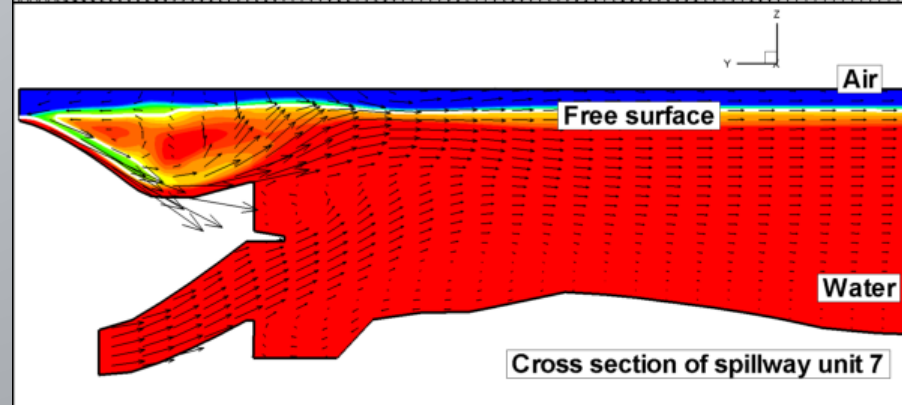 Z
Y
X
Air
Free surface
Water
Cross section of spillway unit 7